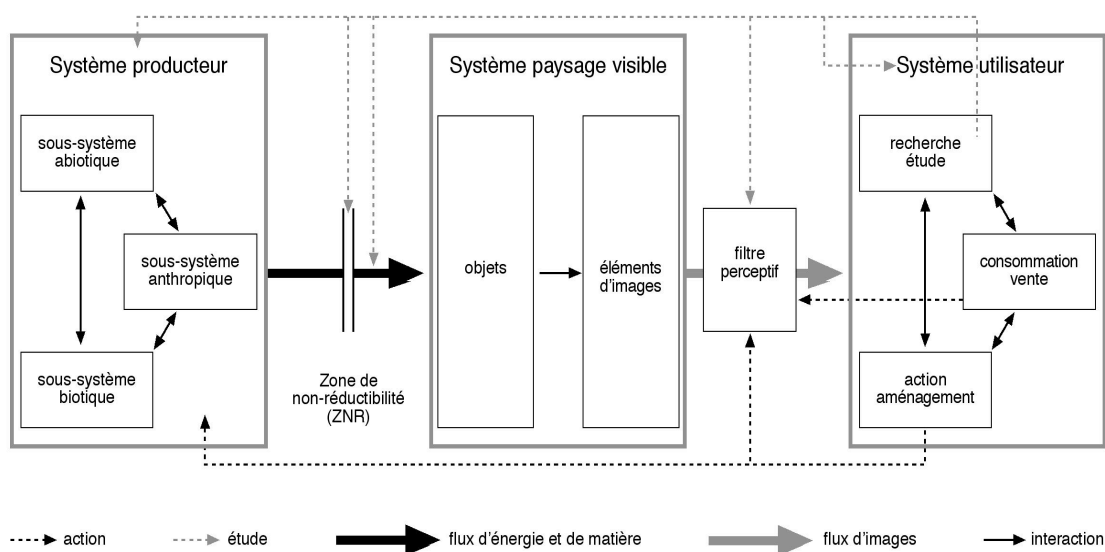 Système producteur
sous-système
abiotique
sous-système
anthropique
sous-système
biotique
Zone de
non-réductibilité
(ZNR)
Système paysage visible
objets
éléments
d'images
filtre
perceptif
Système utilisateur
recherche
étude
consommation
vente
action
aménagement
action
étude
flux d'énergie et de matière
flux d'images
interaction